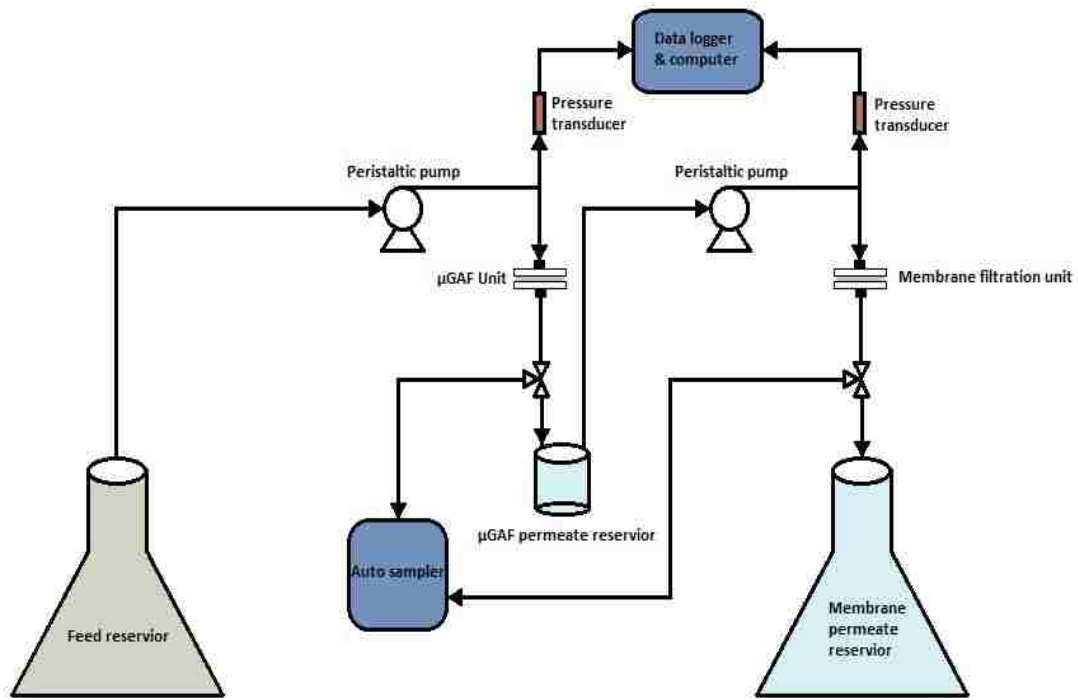 Data logger
& computer
Pressure
transducer
Pressure
transducer
Peristaltic pump
Peristaltic pump
µGAF Unit
Membrane filtration unit
µGAF permeate reservior
Auto sampler
Feed reservior
Membrane
permeate
reservior